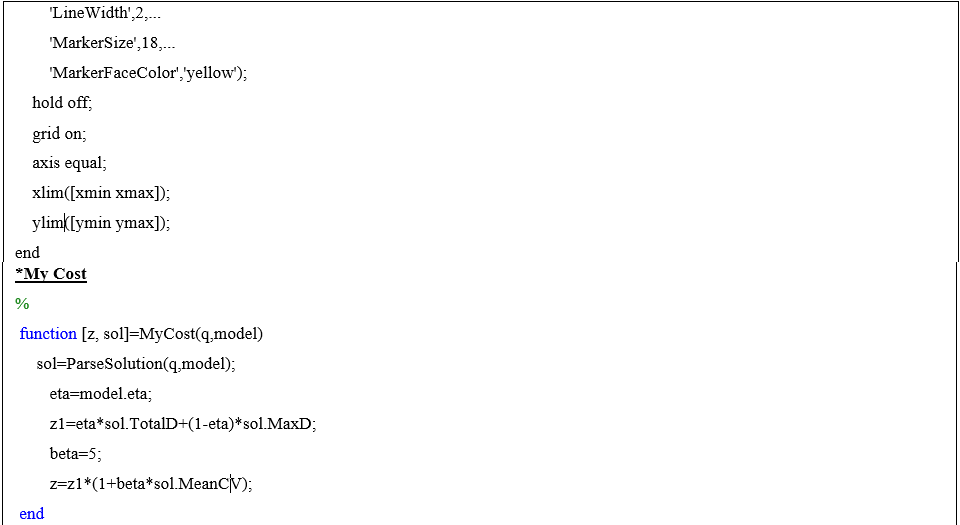 'LineWidth',2,...
'MarkerSize',18,...
'MarkerFaceColor','yellow');
hold off;
grid on;
axis equal;
xlim([xmin xmax]);
ylim([ymin ymax]);
end
*My Cost
%
function [z, sol]=MyCost(q,model)
sol=ParseSolution(q,model);
eta=model.eta;
z1=eta*sol.TotalD+(1-eta)*sol.MaxD;
beta=5;
z=z1*(1+beta*sol.MeanCV);
end